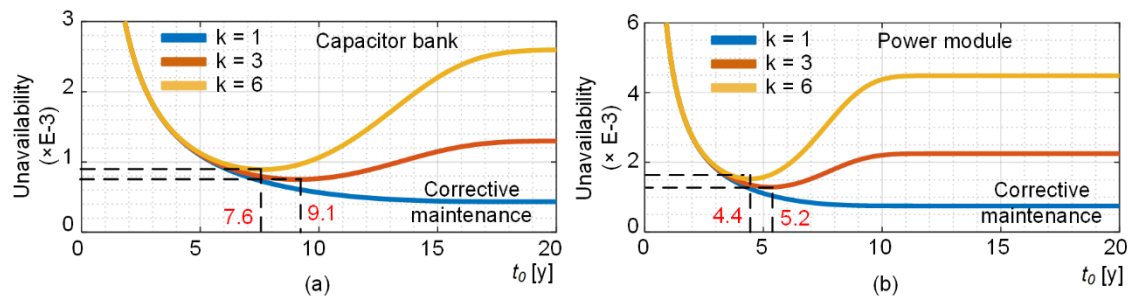 3
2
1
0
Unavailability
(×E-3)
k = 1
k = 3
k = 6
Capacitor bank
7.6
9.1
Corrective
maintenance
0
5
10
15
20
t0 [y]
(a)
6
4
2
0
Unavailability
(× E-3)
k = 1
k = 3
k = 6
Power module
4.4
5.2
Corrective
maintenance
0
5
10
15
20
t0 [y]
(b)